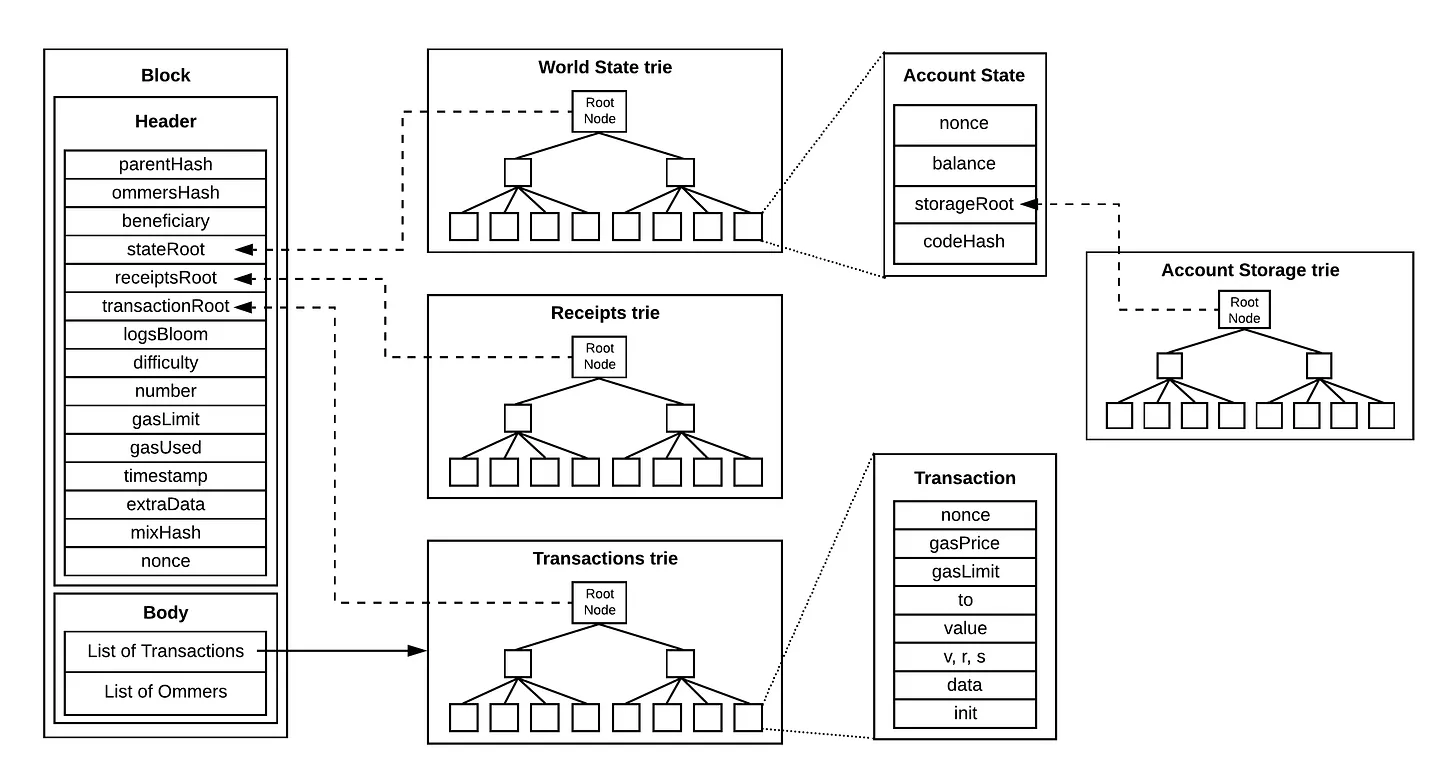 Block
Header
parentHash
ommersHash
beneficiary
stateRoot
receiptsRoot
transactionRoot
logsBloom
difficulty
number
gasLimit
gasUsed
timestamp
extraData
mixHash
nonce
Body
List of Transactions
List of Ommers
World State trie
Root
Node
Receipts trie
Root
Node
Transactions trie
Root
Node
Account State
nonce
balance
storageRoot
codeHash
Account Storage trie
Root
Node
Transaction
nonce
gasPrice
gasLimit
to
value
v, r, s
data
init